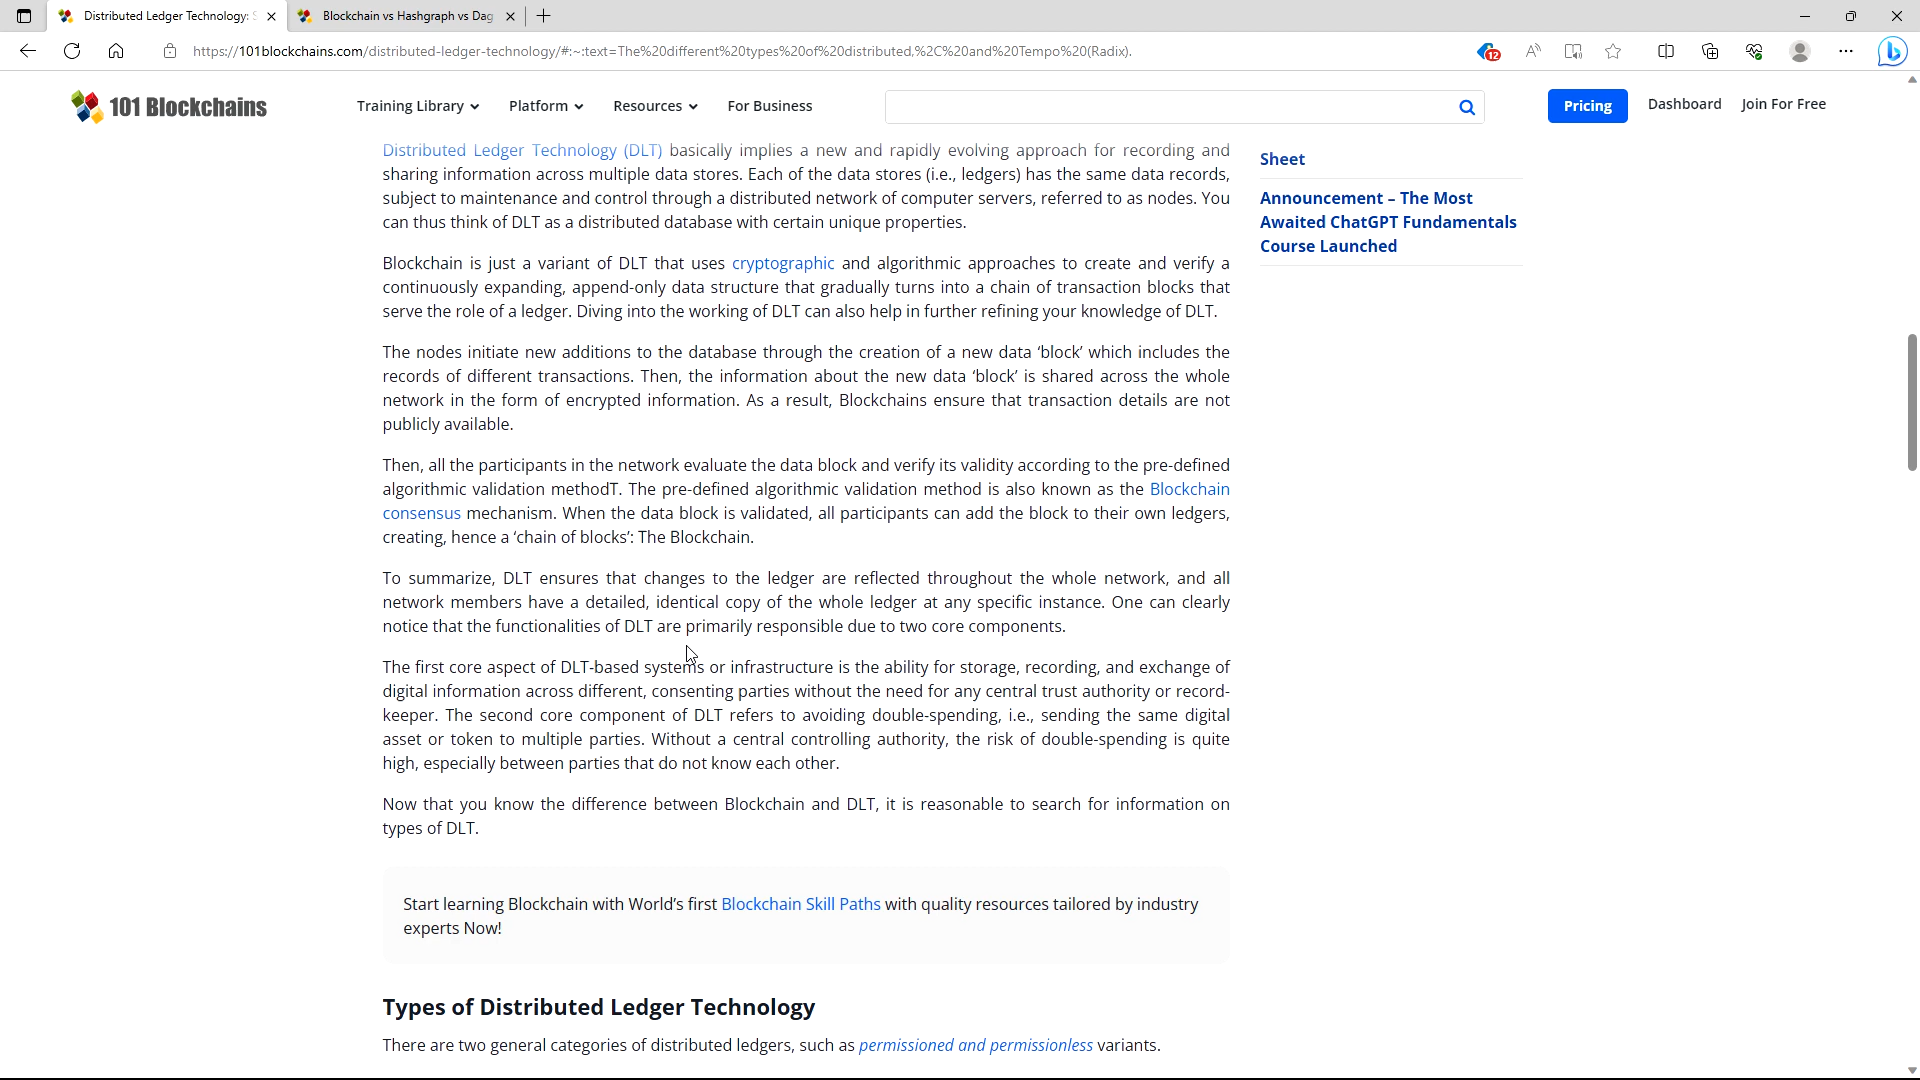 Distributed Ledger Technology: S
Blockchain vs Hashgraph vs Dag
https://101blockchains.com/distributed-ledger-technology/#:~:text=The%20different%20types%20of%20distributed,%2C%20and%20Tempo%20(Radix).
12
101 Blockchains
Training Library
Platform
Resources
For Business
Pricing
Dashboard
Join For Free
Distributed Ledger Technology (DLT) basically implies a new and rapidly evolving approach for recording and
sharing information across multiple data stores. Each of the data stores (i.e., ledgers) has the same data records,
subject to maintenance and control through a distributed network of computer servers, referred to as nodes. You
can thus think of DLT as a distributed database with certain unique properties.
Blockchain is just a variant of DLT that uses cryptographic and algorithmic approaches to create and verify a
continuously expanding, append-only data structure that gradually turns into a chain of transaction blocks that
serve the role of a ledger. Diving into the working of DLT can also help in further refining your knowledge of DLT.
The nodes initiate new additions to the database through the creation of a new data ‘block’ which includes the
records of different transactions. Then, the information about the new data ‘block’ is shared across the whole
network in the form of encrypted information. As a result, Blockchains ensure that transaction details are not
publicly available.
Then, all the participants in the network evaluate the data block and verify its validity according to the pre-defined
algorithmic validation methodT. The pre-defined algorithmic validation method is also known as the Blockchain
consensus mechanism. When the data block is validated, all participants can add the block to their own ledgers,
creating, hence a ‘chain of blocks’: The Blockchain.
To summarize, DLT ensures that changes to the ledger are reflected throughout the whole network, and all
network members have a detailed, identical copy of the whole ledger at any specific instance. One can clearly
notice that the functionalities of DLT are primarily responsible due to two core components.
The first core aspect of DLT-based systems or infrastructure is the ability for storage, recording, and exchange of
digital information across different, consenting parties without the need for any central trust authority or record-
keeper. The second core component of DLT refers to avoiding double-spending, i.e., sending the same digital
asset or token to multiple parties. Without a central controlling authority, the risk of double-spending is quite
high, especially between parties that do not know each other.
Now that you know the difference between Blockchain and DLT, it is reasonable to search for information on
types of DLT.
Start learning Blockchain with World’s first Blockchain Skill Paths with quality resources tailored by industry
experts Now!
Types of Distributed Ledger Technology
There are two general categories of distributed ledgers, such as permissioned and permissionless variants.
Sheet
Announcement – The Most
Awaited ChatGPT Fundamentals
Course Launched